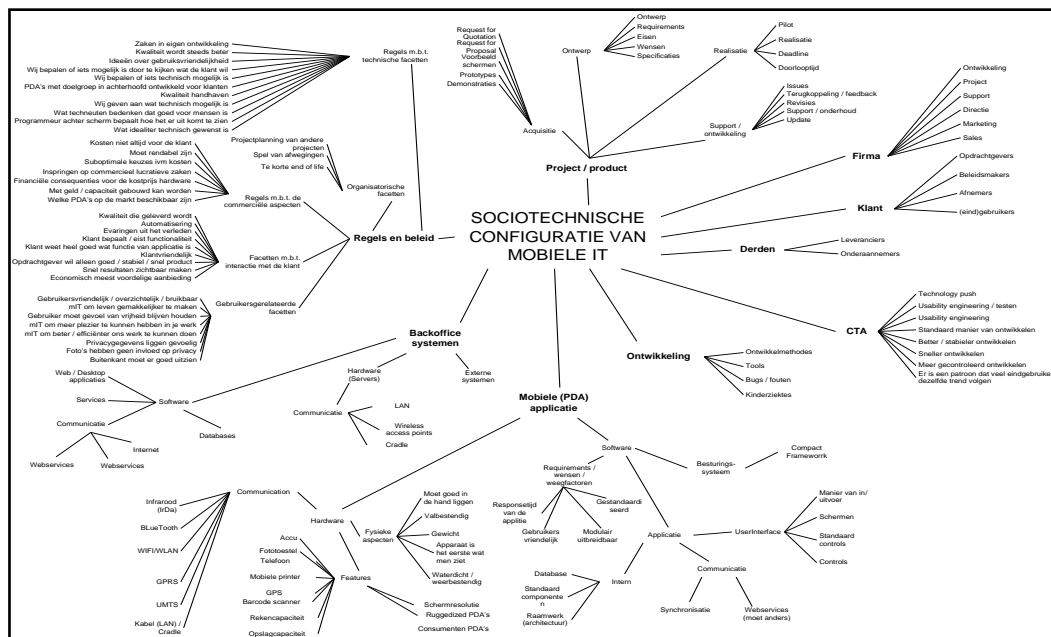 Zaken in eigen ontwikkeling
Kwaliteit wordt steeds beter
Ideeën over gebruiksvriendelijkheid
Wij bepalen of iets mogelijk is door te kijken wat de klant wil
Wij bepalen of iets technisch mogelijk is
PDA's met doelgroep in achterhoofd ontwikkeld voor klanten
Kwaliteit handhaven
Wij geven aan wat technisch mogelijk is
Wat techneuten bedenken dat goed voor mensen is
Programmeur achter scherm bepaalt hoe het er uit komt te zien
Wat idealiter technisch gewenst is
Regels m.b.t.
technische facetten
Request for
Quotation
Request for
Proposal
Voorbeeld
schermen
Prototypes
Demonstraties
Acquisitie
Ontwerp
Ontwerp
Requirements
Eisen
Wensen
Specificaties
Realisatie
Pilot
Realisatie
Deadline
Doorlooptijd
Issues
Terugkoppeling / feedback
Revisies
Support / onderhoud
Update
Support /
ontwikkeling
Project / product
Ontwikkeling
Project
Support
Directie
Marketing
Sales
Firma
Opdrachtgevers
Beleidsmakers
Afnemers
(eind)gebruikers
Klant
Leveranciers
Onderaannemers
Derden
Kosten niet altijd voor de klant
Moet rendabel zijn
Suboptimale keuzes ivm kosten
Inspringen op commercieel lucratieve zaken
Financiële consequenties voor de kostprijs hardware
Met geld / capaciteit gebouwd kan worden
Welke PDA's op de markt beschikbaar zijn
Regels m.b.t. de
commerciële aspecten
Projectplanning van andere
projecten
Spel van afwegingen
Te korte end of life
Organisatorische
facetten
Regels en beleid
SOCIOTECHNISCHE
CONFIGURATIE VAN
MOBIELE IT
Kwaliteit die geleverd wordt
Automatisering
Evaringen uit het verleden
Klant bepaalt / eist functionaliteit
Klant weet heel goed wat functie van applicatie is
Klantvriendelijk
Opdrachtgever wil alleen goed / stabiel / snel product
Snel resultaten zichtbaar maken
Economisch meest voordelige aanbieding
Facetten m.b.t.
interactie met de klant
Gebruikersvriendelijk / overzichtelijk / bruikbaar
mIT om leven gemakkelijker te maken
Gebruiker moet gevoel van vrijheid blijven houden
mIT om meer plezier te kunnen hebben in je werk
mIT om beter / efficiënter ons werk te kunnen doen
Privacygegevens liggen gevoelig
Foto's hebben geen invloed op privacy
Buitenkant moet er goed uitzien
Gebruikersgerelateerde
facetten
Technology push
Usability engineering / testen
Usability engineering
Standaard manier van ontwikkelen
Better / stabieler ontwikkelen
Sneller ontwikkelen
Meer gecontroleerd ontwikkelen
Er is een patroon dat veel eindgebruike
dezelfde trend volgen
CTA
Backoffice
systemen
Web / Desktop
applicaties
Services
Communicatie
Software
Databases
Internet
Webservices
Webservices
Hardware
(Servers)
Externe
systemen
Communicatie
LAN
Wireless
access points
Cradle
Ontwikkeling
Ontwikkelmethodes
Tools
Bugs / fouten
Kinderziektes
Mobiele (PDA)
applicatie
Communication
Infrarood
(IrDa)
BLueTooth
WIFI/WLAN
GPRS
UMTS
Kabel (LAN) /
Cradle
Hardware
Fysieke
aspecten
Moet goed in
de hand liggen
Valbestendig
Gewicht
Apparaat is
het eerste wat
men ziet
Waterdicht /
weerbestendig
Accu
Fototoestel
Telefoon
Mobiele printer
GPS
Barcode scanner
Rekencapaciteit
Opslagcapaciteit
Features
Schermresolutie
Ruggedized PDA's
Consumenten PDA's
Software
Requirements /
wensen /
weegfactoren
Responsetijd
van de
applitie
Gebruikers
vriendelijk
Modulair
uitbreidbaar
Gestandaardi
seerd
Besturings-
systeem
Compact
Frameworrk
Applicatie
UserInterface
Manier van in/
uitvoer
Schermen
Standaard
controls
Controls
Intern
Database
Standaard
componente
n
Raamwerk
(architectuur)
Communicatie
Synchronisatie
Webservices
(moet anders)